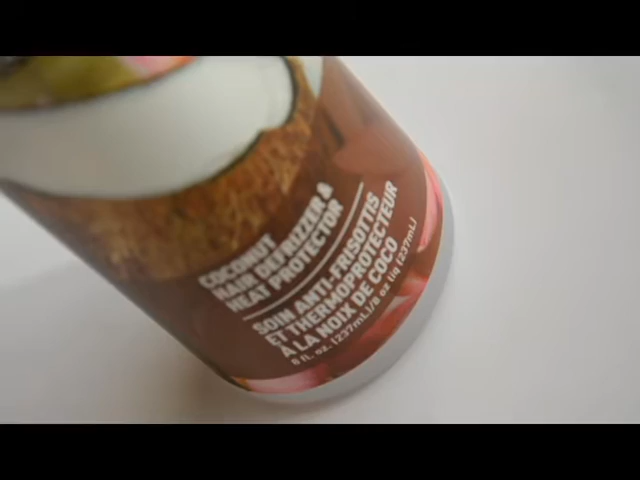 COCONUT
HAIR DEFRIZZER &
HEAT PROTECTOR
SOIN ANTI-FRISOTTIS
ET THERMOPROTECTEUR
À LA NOIX DE COCO
8 fl. oz. (237mL)/8 oz liq (237mL)